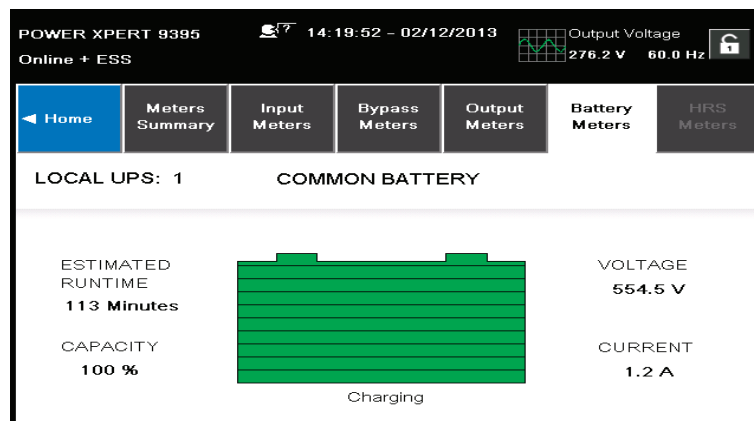 POWER XPERT 9395
? 14:19:52 - 02/12/2013
Output Voltage
Online + ESS
276.2 V 60.0 Hz
1
◄ Home
Meters
Summary
Input
Meters
Bypass
Meters
Output
Meters
Battery
Meters
HRS
Meters
LOCAL UPS: 1 COMMON BATTERY
ESTIMATED
RUNTIME
113 Minutes
CAPACITY
100 %
Charging
VOLTAGE
554.5 V
CURRENT
1.2 A